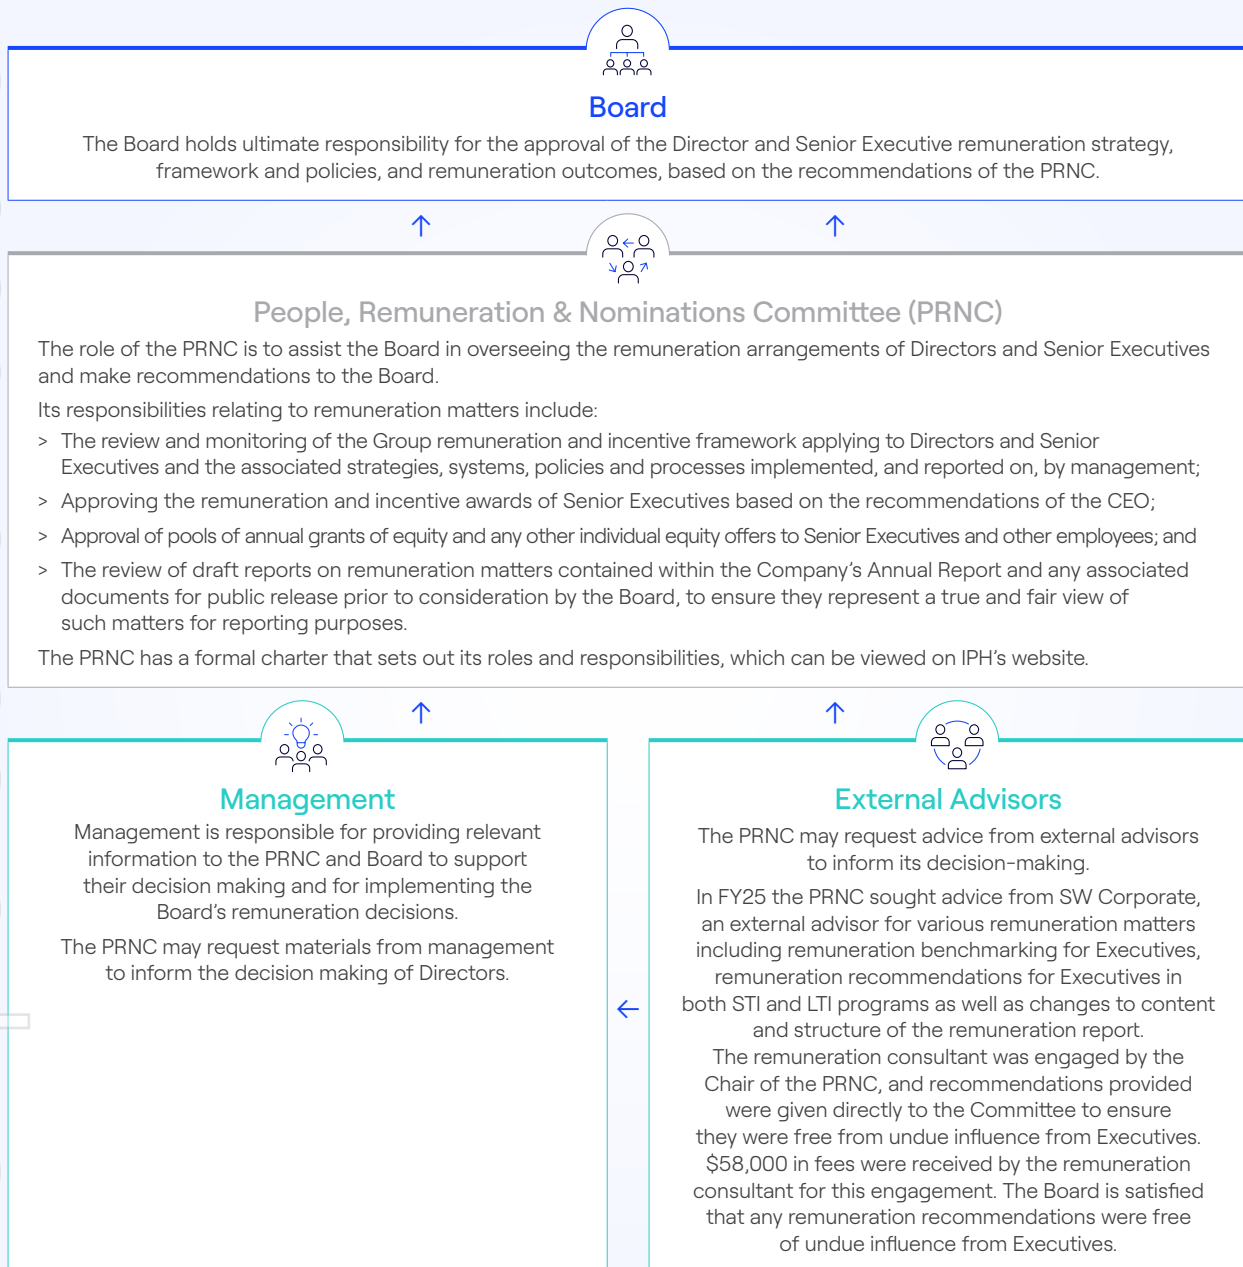 Board
The Board holds ultimate responsibility for the approval of the Director and Senior Executive remuneration strategy,
framework and policies, and remuneration outcomes, based on the recommendations of the PRNC.
People, Remuneration & Nominations Committee (PRNC)
The role of the PRNC is to assist the Board in overseeing the remuneration arrangements of Directors and Senior Executives
and make recommendations to the Board.
Its responsibilities relating to remuneration matters include:
> The review and monitoring of the Group remuneration and incentive framework applying to Directors and Senior
Executives and the associated strategies, systems, policies and processes implemented, and reported on, by management;
> Approving the remuneration and incentive awards of Senior Executives based on the recommendations of the CEO;
> Approval of pools of annual grants of equity and any other individual equity offers to Senior Executives and other employees; and
> The review of draft reports on remuneration matters contained within the Company's Annual Report and any associated
documents for public release prior to consideration by the Board, to ensure they represent a true and fair view of
such matters for reporting purposes.
The PRNC has a formal charter that sets out its roles and responsibilities, which can be viewed on IPH's website.
Management
Management is responsible for providing relevant
information to the PRNC and Board to support
their decision making and for implementing the
Board's remuneration decisions.
The PRNC may request materials from management
to inform the decision making of Directors.
External Advisors
The PRNC may request advice from external advisors
to inform its decision-making.
In FY25 the PRNC sought advice from SW Corporate,
an external advisor for various remuneration matters
including remuneration benchmarking for Executives,
remuneration recommendations for Executives in
both STI and LTI programs as well as changes to content
and structure of the remuneration report.
The remuneration consultant was engaged by the
Chair of the PRNC, and recommendations provided
were given directly to the Committee to ensure
they were free from undue influence from Executives.
$58,000 in fees were received by the remuneration
consultant for this engagement. The Board is satisfied
that any remuneration recommendations were free
of undue influence from Executives.